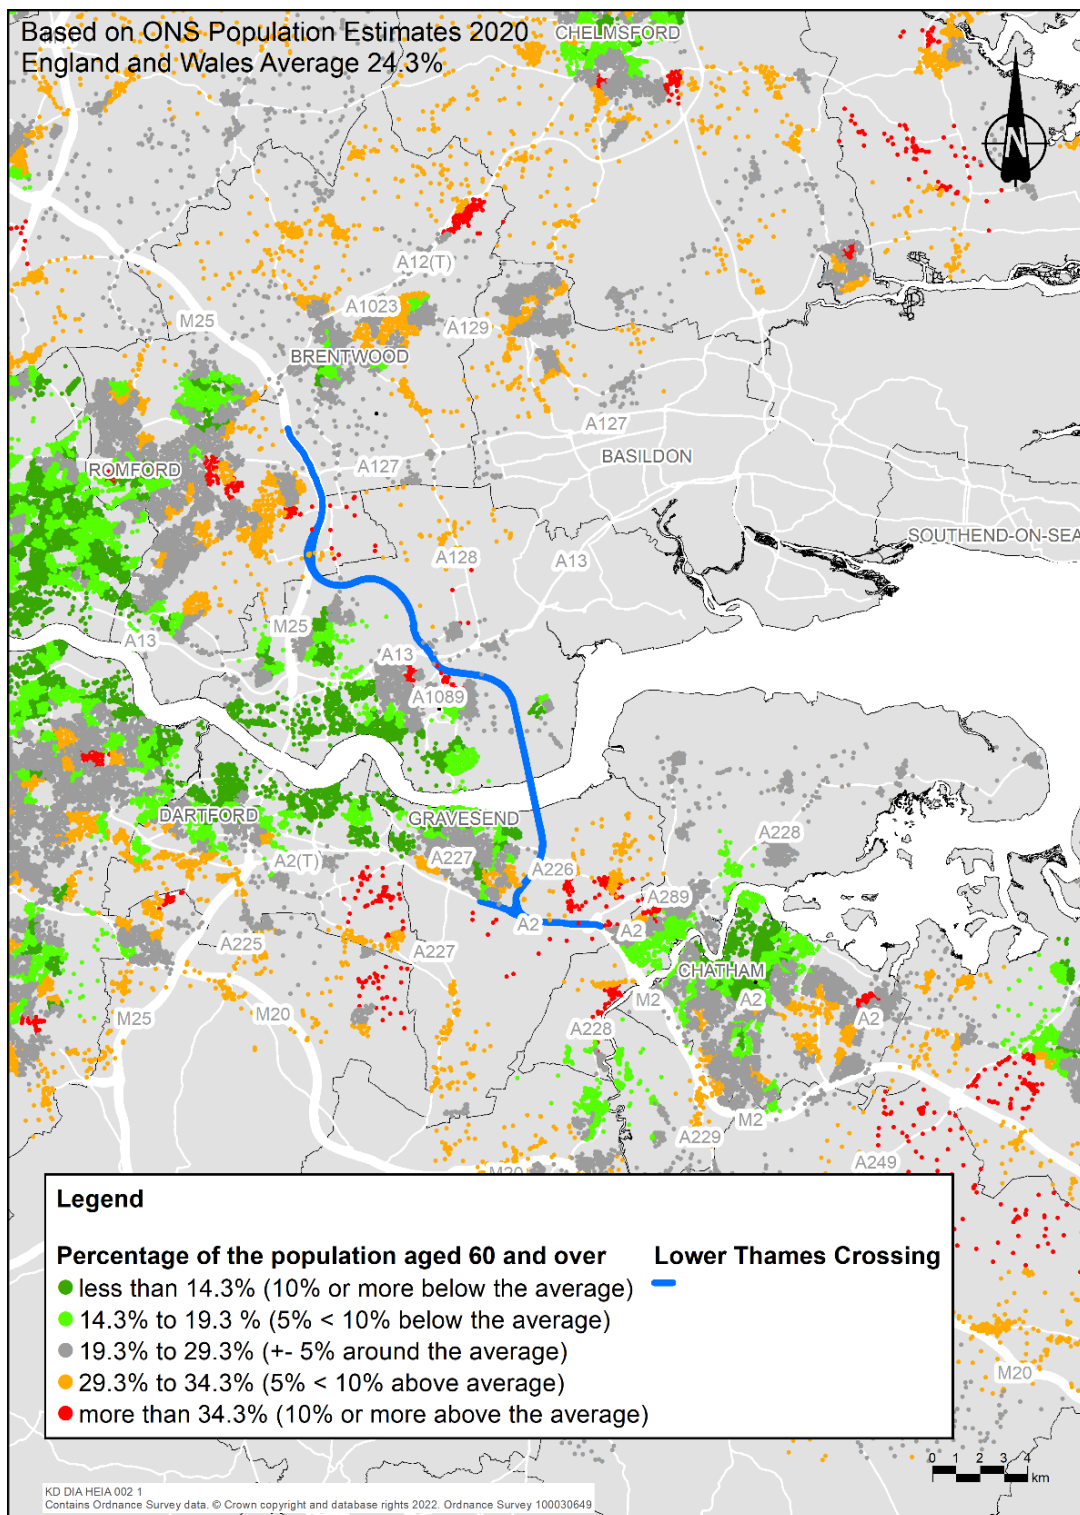 Based on ONS Population Estimates 2020
England and Wales Average 24.3%
CHELMSFORD
N
A12(T)
A1023
M25
A129
BRENTWOOD
A127
BASILDON
ROMFORD
A127
SOUTHEND-ON-SEA
A128
A13
M25
A13
A13
A1089
DARTFORD
GRAVESEND
A228
A2(T)
A227
A226
A289
A2
A2
A225
A227
CHATHAM
M2
A2
A2
M25
M20
A228
M2
A229
A249
M20
Legend
Percentage of the population aged 60 and over
Lower Thames Crossing
less than 14.3% (10% or more below the average)
14.3% to 19.3 % (5% < 10% below the average)
19.3% to 29.3% (+- 5% around the average)
29.3% to 34.3% (5% < 10% above average)
more than 34.3% (10% or more above the average)
M20
0 1 2 3 4
km
KD DIA HEIA 002 1
Contains Ordnance Survey data. © Crown copyright and database rights 2022. Ordnance Survey 100030649